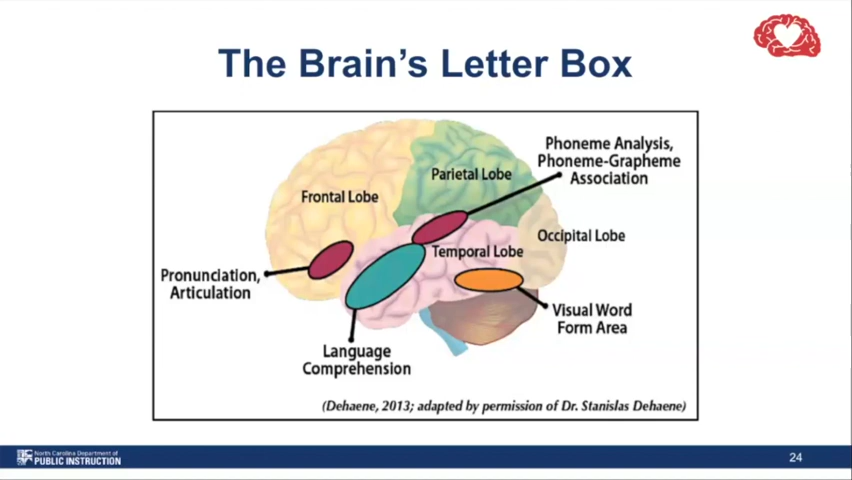 The Brain's Letter Box
Phoneme Analysis,
Phoneme-Grapheme
Association
Parietal Lobe
Frontal Lobe
Occipital Lobe
Temporal Lobe
Pronunciation,
Articulation
Visual Word
Form Area
Language
Comprehension
(Dehaene, 2013; adapted by permission of Dr. Stanislas Dehaene)
North Carolina Department of
PUBLIC INSTRUCTION
24